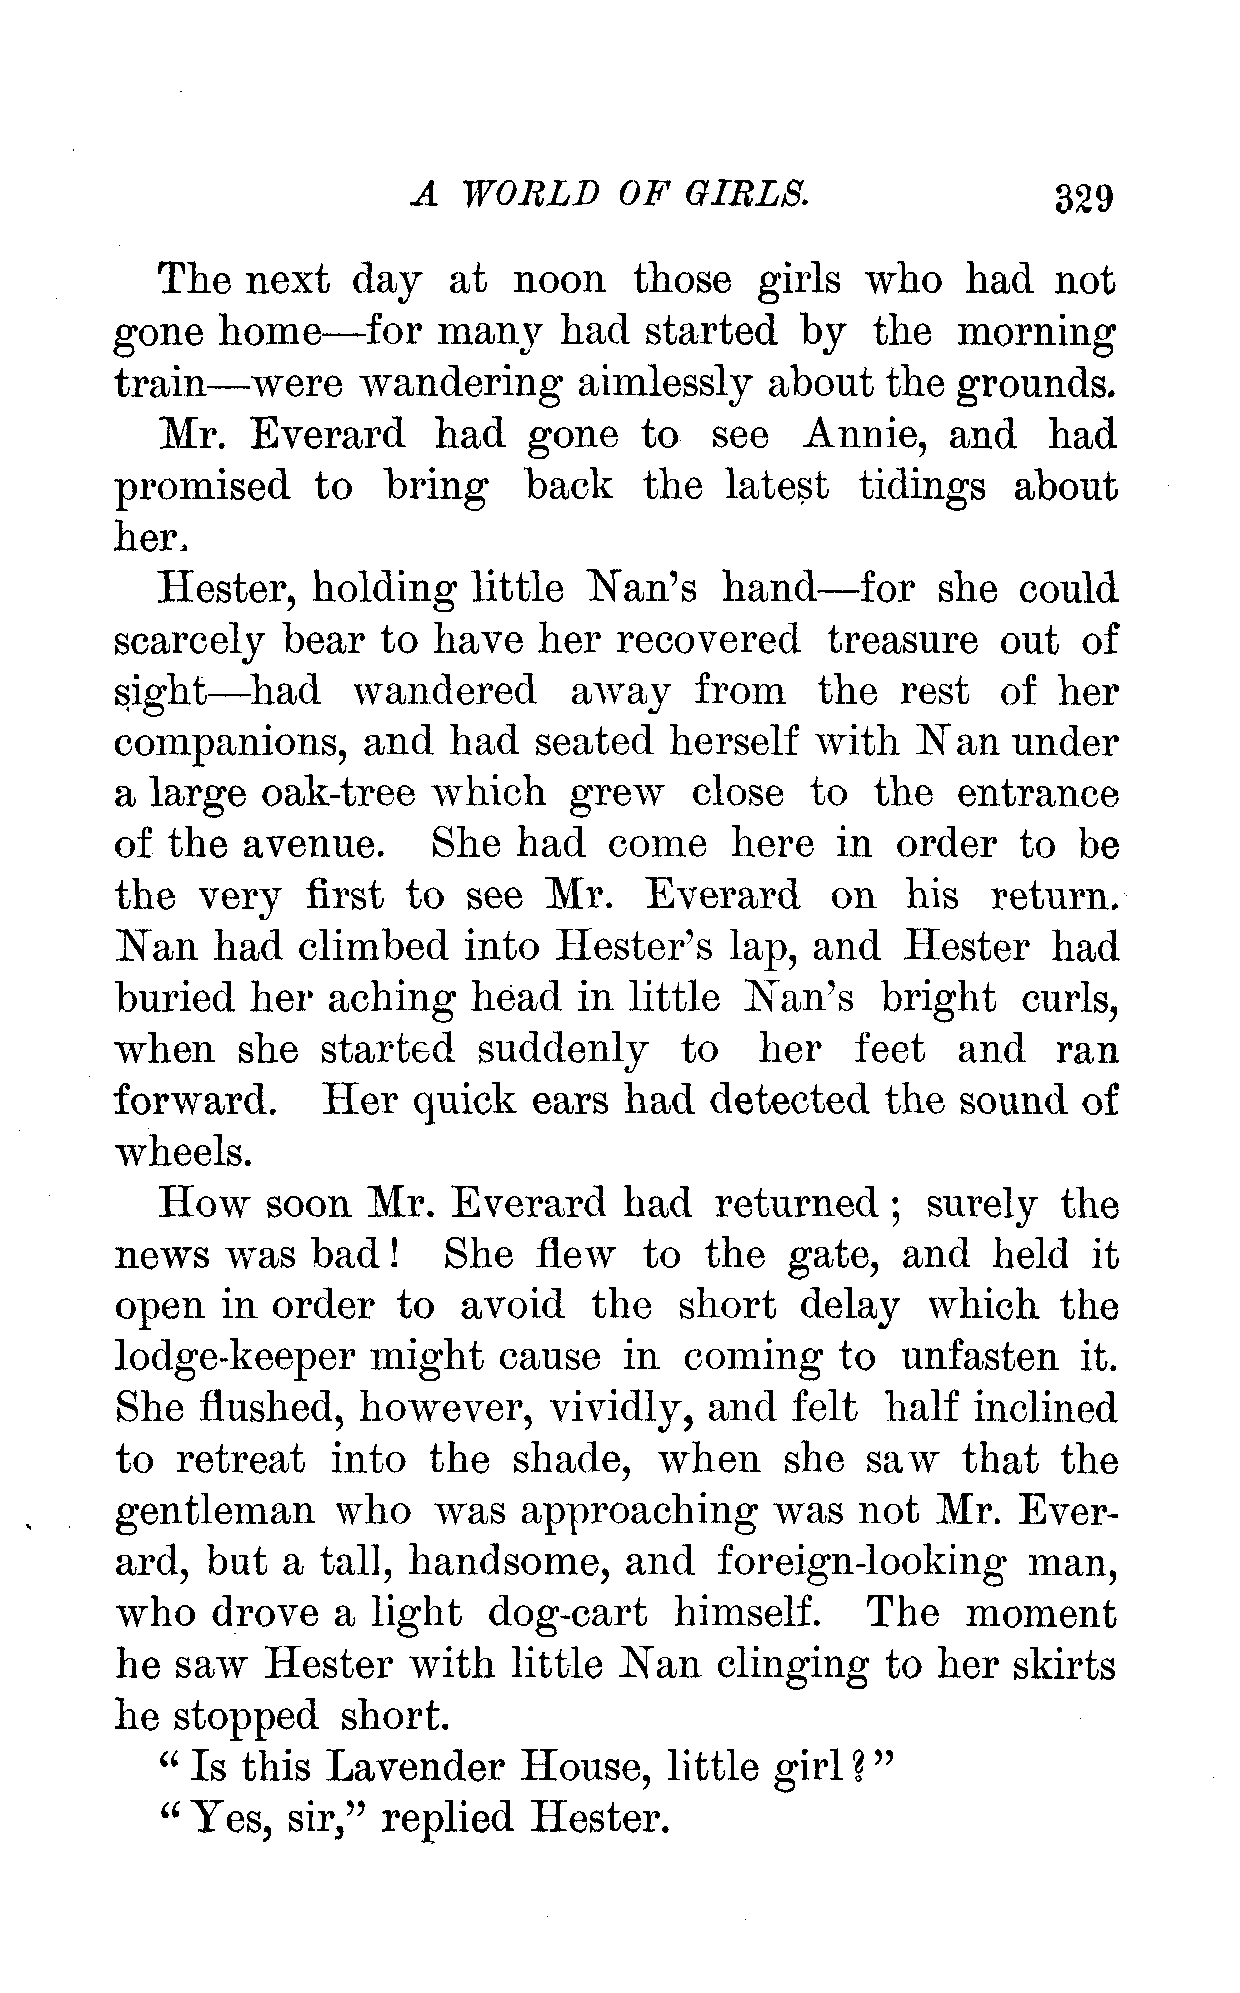 A WORLD OF GIRLS. 329
The next day at noon those girls who had not
gone home—for many had started by the morning
train—were wandering aimlessly about the grounds.
Mr. Everard had gone to see Annie, and had
promised to bring back the latest tidings about
her.
Hester, holding little Nan's hand—for she could
scarcely bear to have her recovered treasure out of
sight—had wandered away from the rest of her
companions, and had seated herself with Nan under
a large oak-tree which grew close to the entrance
of the avenue. She had come here in order to be
the very first to see Mr. Everard on his return.
Nan had climbed into Hester's lap, and Hester had
buried her aching head in little Nan's bright curls,
when she started suddenly to her feet and ran
forward. Her quick ears had detected the sound of
wheels.
How soon Mr. Everard had returned; surely the
news was bad! She flew to the gate, and held it
open in order to avoid the short delay which the
lodge-keeper might cause in coming to unfasten it.
She flushed, however, vividly, and felt half inclined
to retreat into the shade, when she saw that the
gentleman who was approaching was not Mr. Ever-
ard, but a tall, handsome, and foreign-looking man,
who drove a light dog-cart himself. The moment
he saw Hester with little Nan clinging to her skirts
he stopped short.
"Is this Lavender House, little girl?"
"Yes, sir," replied Hester.